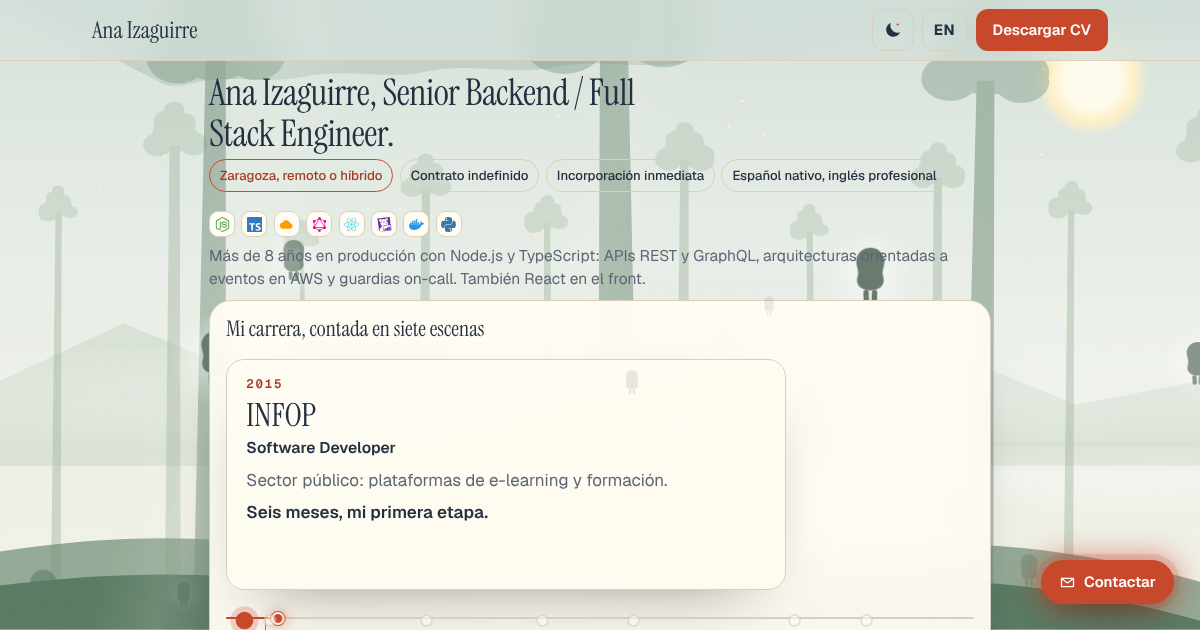 Ana Izaguirre
EN
Descargar CV
Ana Izaguirre, Senior Backend / Full
Stack Engineer.
Zaragoza, remoto o híbrido
Contrato indefinido
Incorporación inmediata
Español nativo, inglés profesional
JS
TS
Más de 8 años en producción con Node.js y TypeScript: APIs REST y GraphQL, arquitecturas orientadas a
eventos en AWS y guardias on-call. También React en el front.
Mi carrera, contada en siete escenas
2015
INFOP
Software Developer
Sector público: plataformas de e-learning y formación.
Seis meses, mi primera etapa.
Contactar